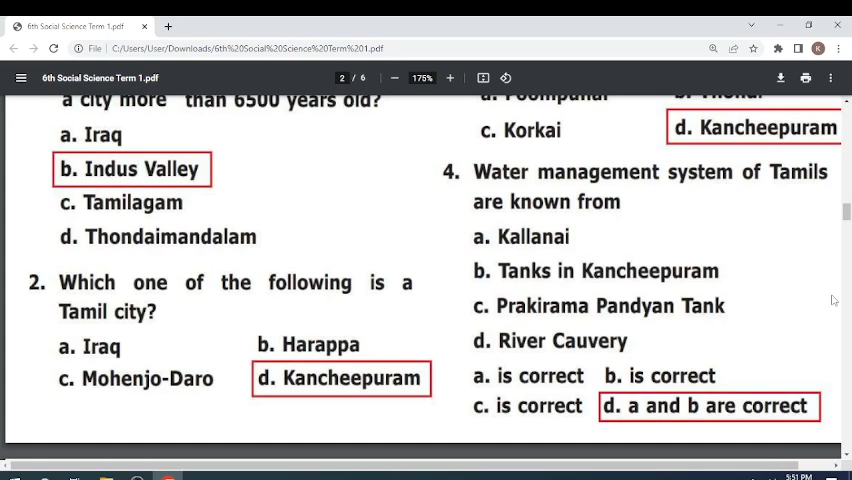 6th Social Science Term 1.pdf
File
C:/Users/User/Downloads/6th%20Social%20Science%20Term%201.pdf
K
6th Social Science Term 1.pdf
2 / 6
175%
a city more than 6500 years old?
a. Iraq
b. Indus Valley
c. Tamilagam
d. Thondaimandalam
2. Which one of the following is a
Tamil city?
a. Iraq b. Harappa
c. Mohenjo-Daro d. Kancheepuram
c. Korkai d. Kancheepuram
4. Water management system of Tamils
are known from
a. Kallanai
b. Tanks in Kancheepuram
c. Prakirama Pandyan Tank
d. River Cauvery
a. is correct b. is correct
c. is correct d. a and b are correct
5:51 PM